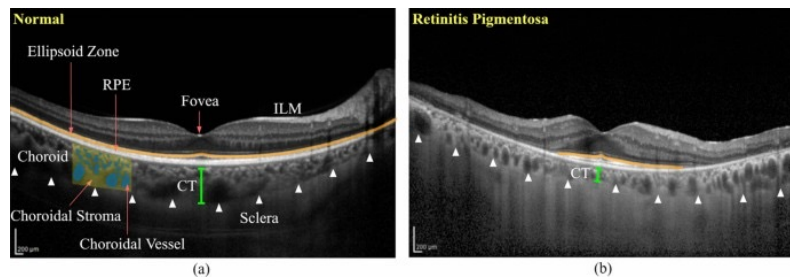 Normal
Ellipsoid Zone
RPE
Fovea
ILM
Choroid
CT
Choroidal Stroma
Sclera
Choroidal Vessel
200 µm
(a)
Retinitis Pigmentosa
CT
200 µm
(b)